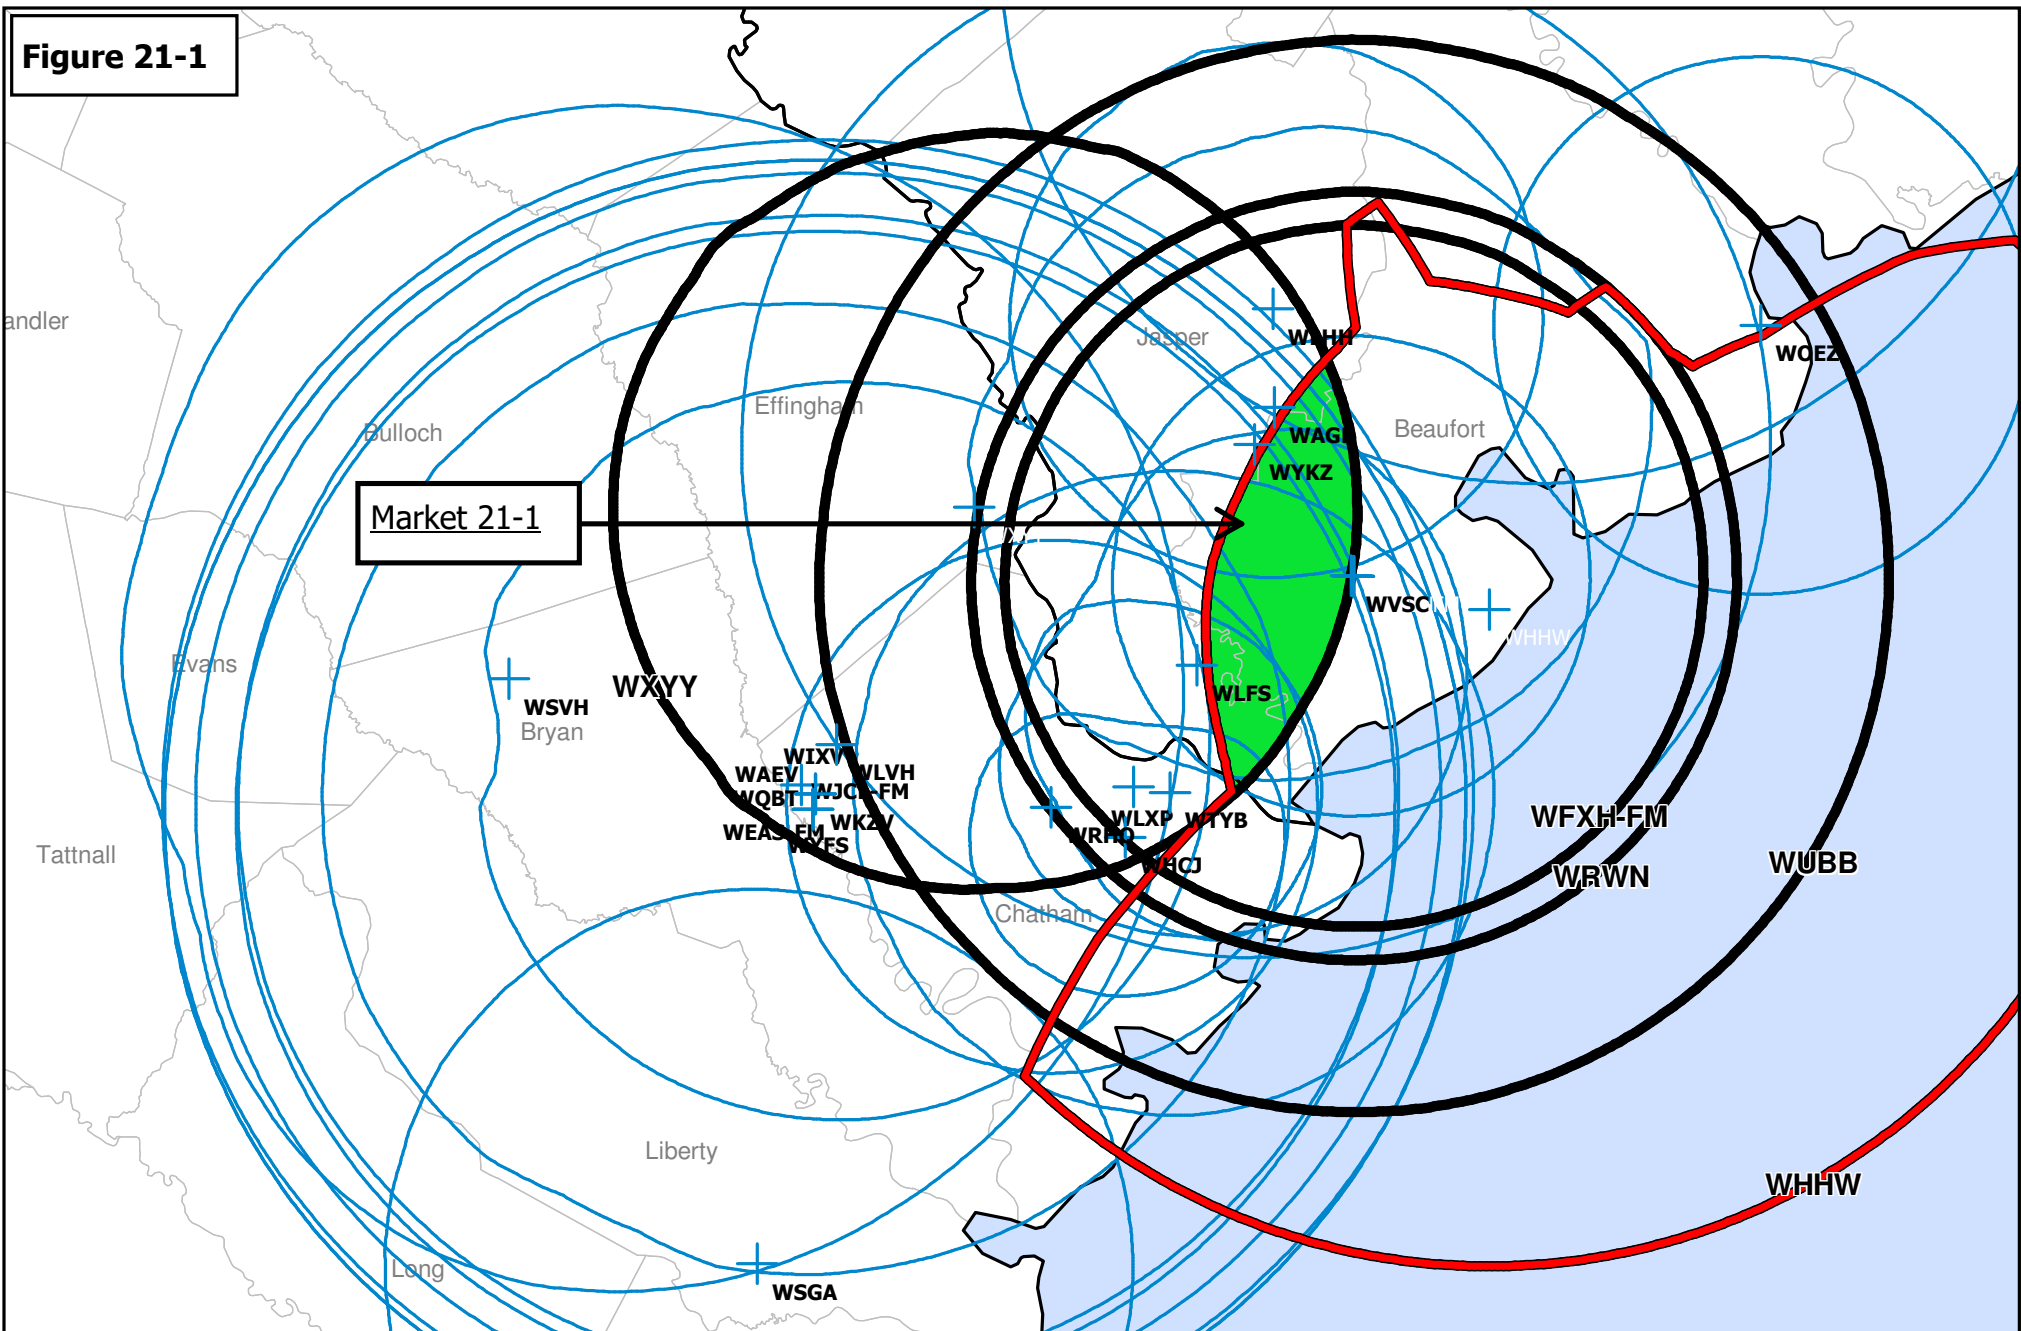 Figure 21-1
andler
Jasper
WOEZ
Effingham
Bulloch
Beaufort
WAGL
WYKZ
Market 21-1
WVSC
WHHW
Evans
WXYY
WLFS
WSVH
Bryan
WIXV
WAEV
WLVH
WQBT
WJCL-FM
WFXH-FM
WLXP
WTYB
WKZV
WEAS-FM
WRHQ
WYFS
Tattnall
WUBB
WHCJ
WRWN
Chatham
Liberty
WHHW
Long
WSGA